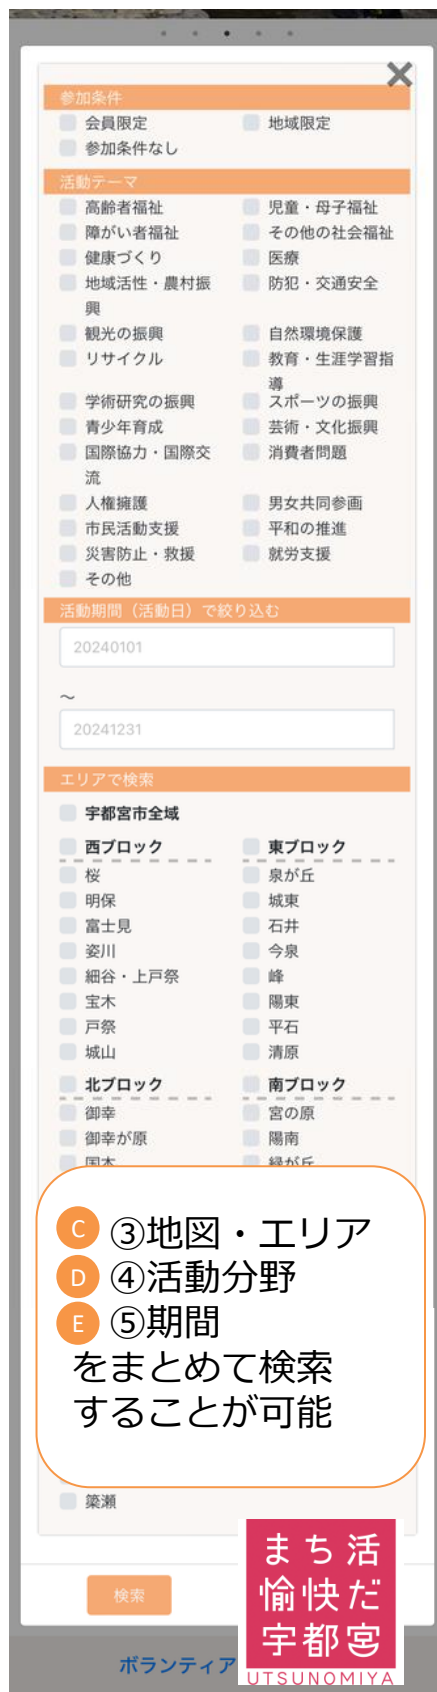 参加条件
会員限定 地域限定
参加条件なし
活動テーマ
高齢者福祉 児童・母子福祉
障がい者福祉 その他の社会福祉
健康づくり 医療
地域活性・農村振 防犯・交通安全
興
観光の振興 自然環境保護
リサイクル 教育・生涯学習指
導
学術研究の振興 スポーツの振興
青少年育成 芸術・文化振興
国際協力・国際交 消費者問題
流
人権擁護 男女共同参画
市民活動支援 平和の推進
災害防止・救援 就労支援
その他
活動期間（活動日）で絞り込む
20240101
～
20241231
エリアで検索
宇都宮市全域
西ブロック 東ブロック
桜 泉が丘
明保 城東
富士見 石井
姿川 今泉
細谷・上戸祭 峰
宝木 陽東
戸祭 平石
城山 清原
北ブロック 南ブロック
御幸 宮の原
御幸が原 陽南
国本 緑が丘
C ③地図・エリア
D ④活動分野
E ⑤期間
をまとめて検索
することが可能
簗瀬
検索
まち活
愉快だ
宇都宮
UTSUNOMIYA
ボランティア